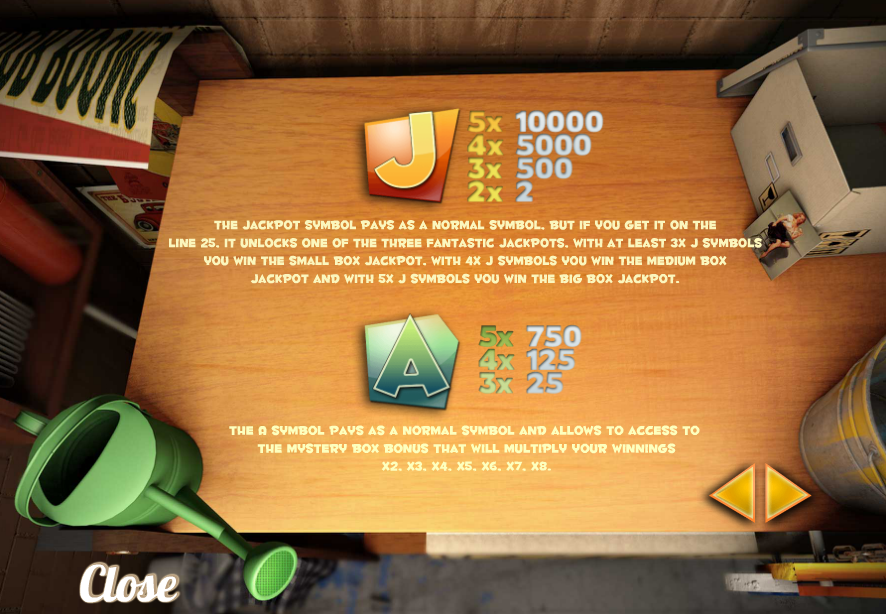 J
5x 10000
4x 5000
3x 500
2x 2
THE JACKPOT SYMBOL PAYS AS A NORMAL SYMBOL, BUT IF YOU GET IT ON THE
LINE 25, IT UNLOCKS ONE OF THE THREE FANTASTIC JACKPOTS. WITH AT LEAST 3X J SYMBOLS
YOU WIN THE SMALL BOX JACKPOT, WITH 4X J SYMBOLS YOU WIN THE MEDIUM BOX
JACKPOT AND WITH 5X J SYMBOLS YOU WIN THE BIG BOX JACKPOT.
A
5x 750
4x 125
3x 25
THE A SYMBOL PAYS AS A NORMAL SYMBOL AND ALLOWS TO ACCESS TO
THE MYSTERY BOX BONUS THAT WILL MULTIPLY YOUR WINNINGS
X2, X3, X4, X5, X6, X7, X8.
Close